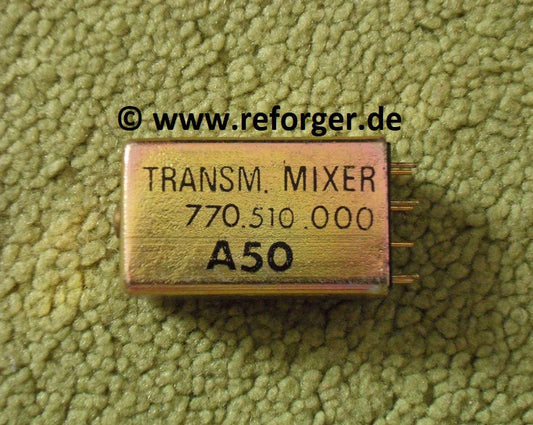 © www.reforger.de
TRANSM. MIXER
770.510.000
A50